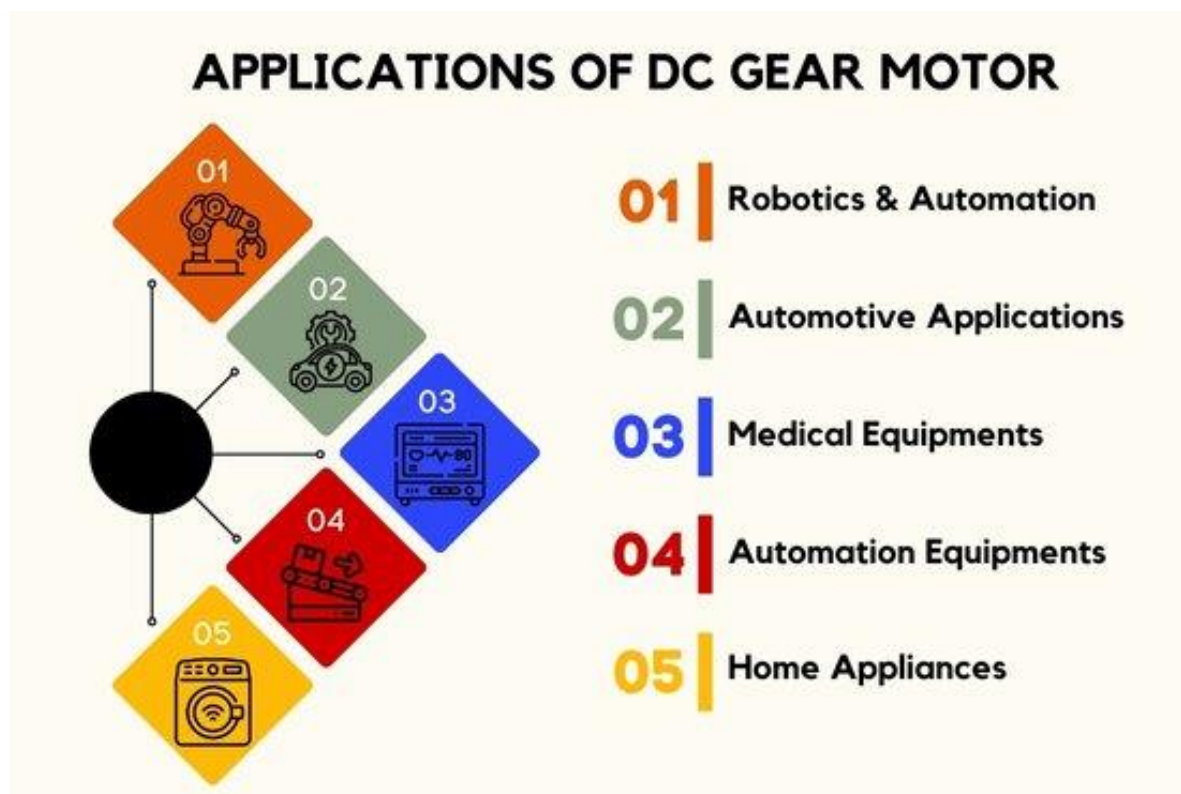 APPLICATIONS OF DC GEAR MOTOR
01
02
03
04
05
01 Robotics & Automation
02 Automotive Applications
03 Medical Equipments
04 Automation Equipments
05 Home Appliances